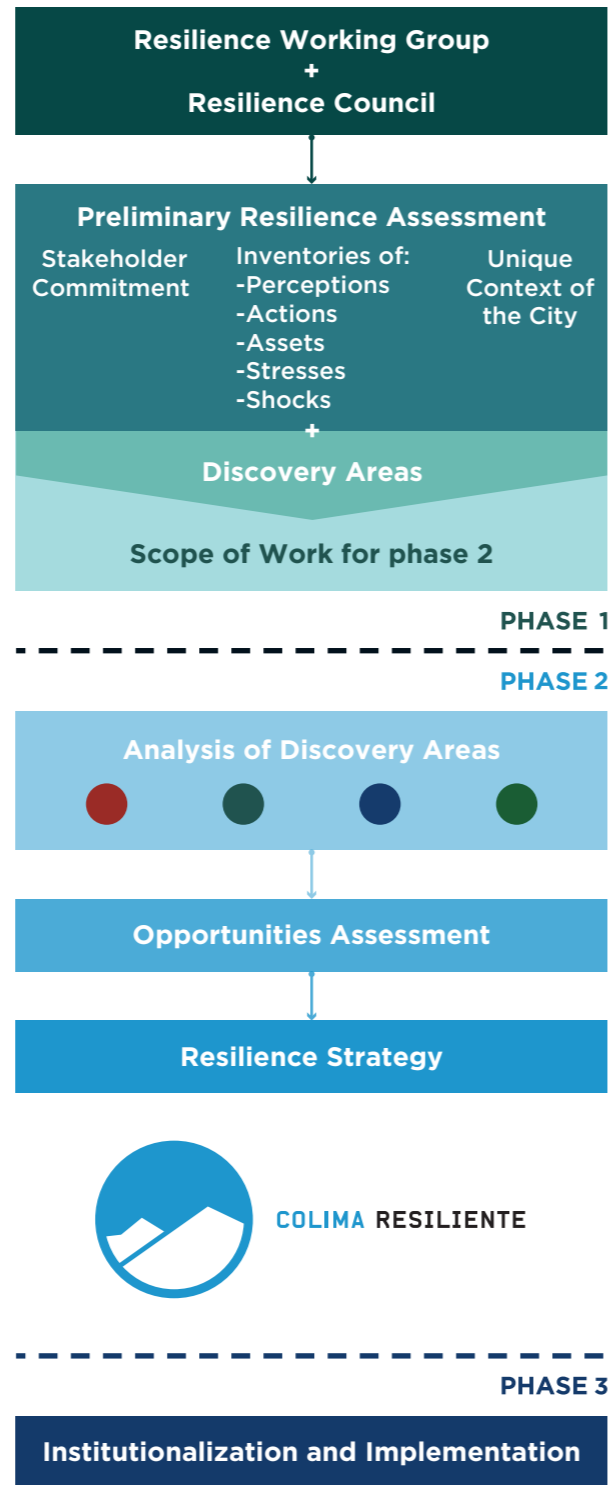 Resilience Working Group
+
Resilience Council
Preliminary Resilience Assessment
Stakeholder
Commitment
Inventories of:
-Perceptions
-Actions
-Assets
-Stresses
-Shocks
Unique
Context of
the City
+
Discovery Areas
Scope of Work for phase 2
PHASE 1
PHASE 2
Analysis of Discovery Areas
Opportunities Assessment
Resilience Strategy
COLIMA RESILIENTE
PHASE 3
Institutionalization and Implementation